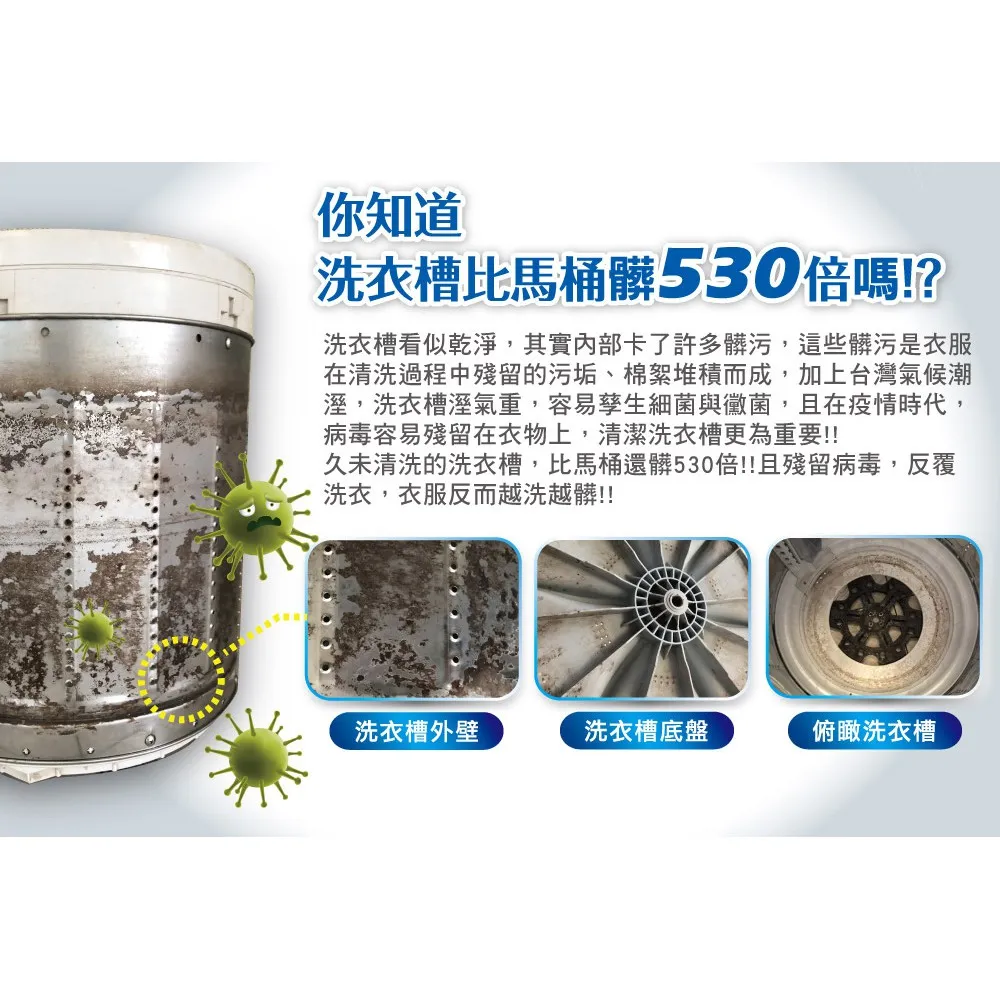 你知道
洗衣槽比馬桶髒530倍嗎!?
洗衣槽看似乾淨，其實內部卡了許多髒污，這些髒污是衣服
在清洗過程中殘留的污垢、棉絮堆積而成，加上台灣氣候潮
溼，洗衣槽溼氣重，容易孳生細菌與黴菌，且在疫情時代，
病毒容易殘留在衣物上，清潔洗衣槽更為重要!!
久未清洗的洗衣槽，比馬桶還髒530倍!!且殘留病毒，反覆
洗衣，衣服反而越洗越髒!!
洗衣槽外壁
洗衣槽底盤
俯瞰洗衣槽